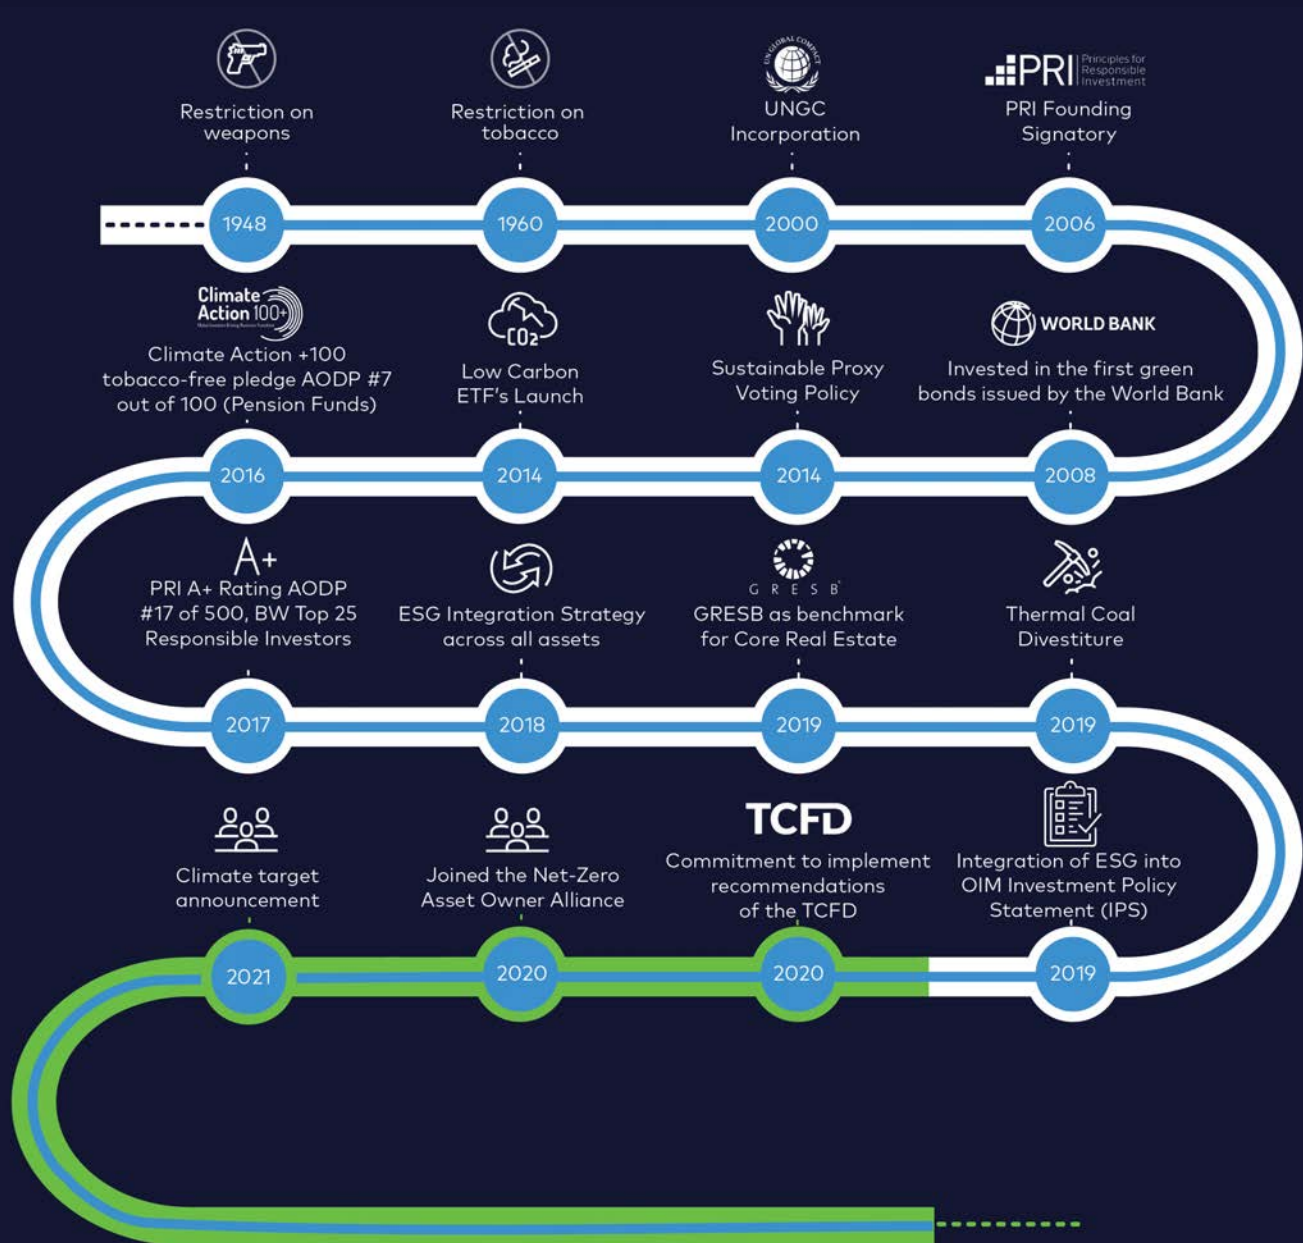 UN GLOBAL COMPACT
PRI
Principles for
Responsible
Investment
Restriction on
weapons
Restriction on
tobacco
UNGC
Incorporation
PRI Founding
Signatory
1948
1960
2000
2006
Climate
Action 100+
Climate Action +100
tobacco-free pledge AODP #7
out of 100 (Pension Funds)
CO2
Low Carbon
ETF's Launch
Sustainable Proxy
Voting Policy
WORLD BANK
Invested in the first green
bonds issued by the World Bank
2016
2014
2014
2008
A+
PRI A+ Rating AODP
#17 of 500, BW Top 25
Responsible Investors
ESG Integration Strategy
across all assets
G R E S B
GRESB as benchmark
for Core Real Estate
Thermal Coal
Divestiture
2017
2018
2019
2019
Climate target
announcement
Joined the Net-Zero
Asset Owner Alliance
TCFD
Commitment to implement
recommendations
of the TCFD
Integration of ESG into
OIM Investment Policy
Statement (IPS)
2021
2020
2020
2019